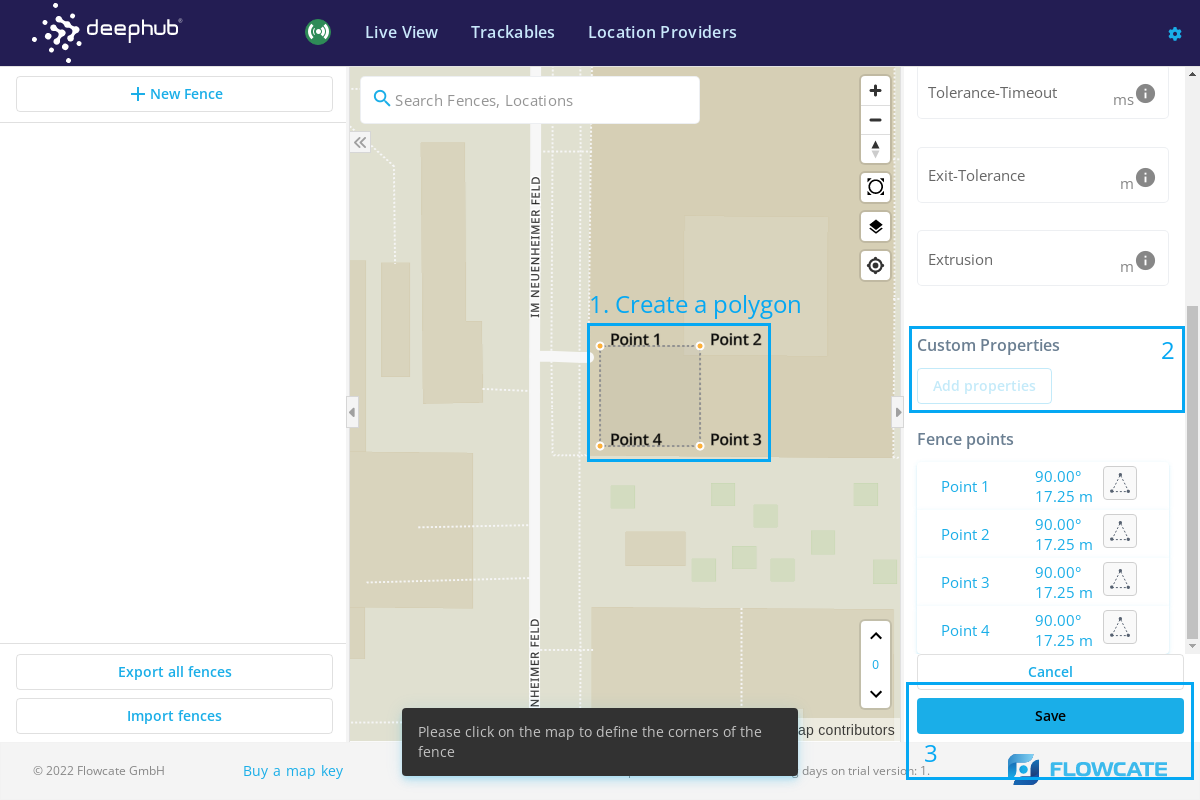 deephub
Live View
Trackables
Location Providers
New Fence
Search Fences, Locations
Tolerance-Timeout
ms
Exit-Tolerance
m
Extrusion
m
IM NEUENHEIMER FELD
1. Create a polygon
Point 1
Point 2
Point 4
Point 3
Custom Properties
2
Add properties
Fence points
Point 1
90.00°
17.25 m
Point 2
90.00°
17.25 m
Point 3
90.00°
17.25 m
Point 4
90.00°
17.25 m
NHEIMER FELD
0
Export all fences
Import fences
Cancel
Save
3
Please click on the map to define the corners of the
fence
ap contributors
© 2022 Flowcate GmbH
Buy a map key
days on trial version: 1.
FLOWCATE